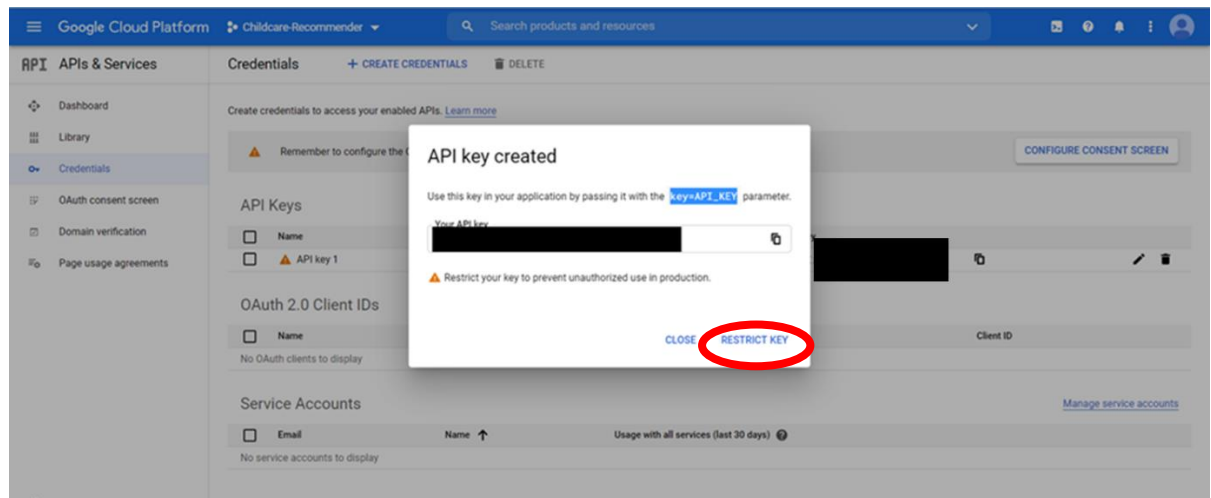 Google Cloud Platform Childcare-Recommender Search products and resources
API APIs & Services Credentials + CREATE CREDENTIALS DELETE
Dashboard
Library
Credentials
OAuth consent screen
Domain verification
Page usage agreements
Create credentials to access your enabled APIs. Learn more
Remember to configure the
CONFIGURE CONSENT SCREEN
API key created
Use this key in your application by passing it with the key=API_KEY parameter.
Your API key
Restrict your key to prevent unauthorized use in production.
CLOSE RESTRICT KEY
API Keys
Name
API key 1
OAuth 2.0 Client IDs
Name Client ID
No OAuth clients to display
Service Accounts Manage service accounts
Email Name Usage with all services (last 30 days)
No service accounts to display